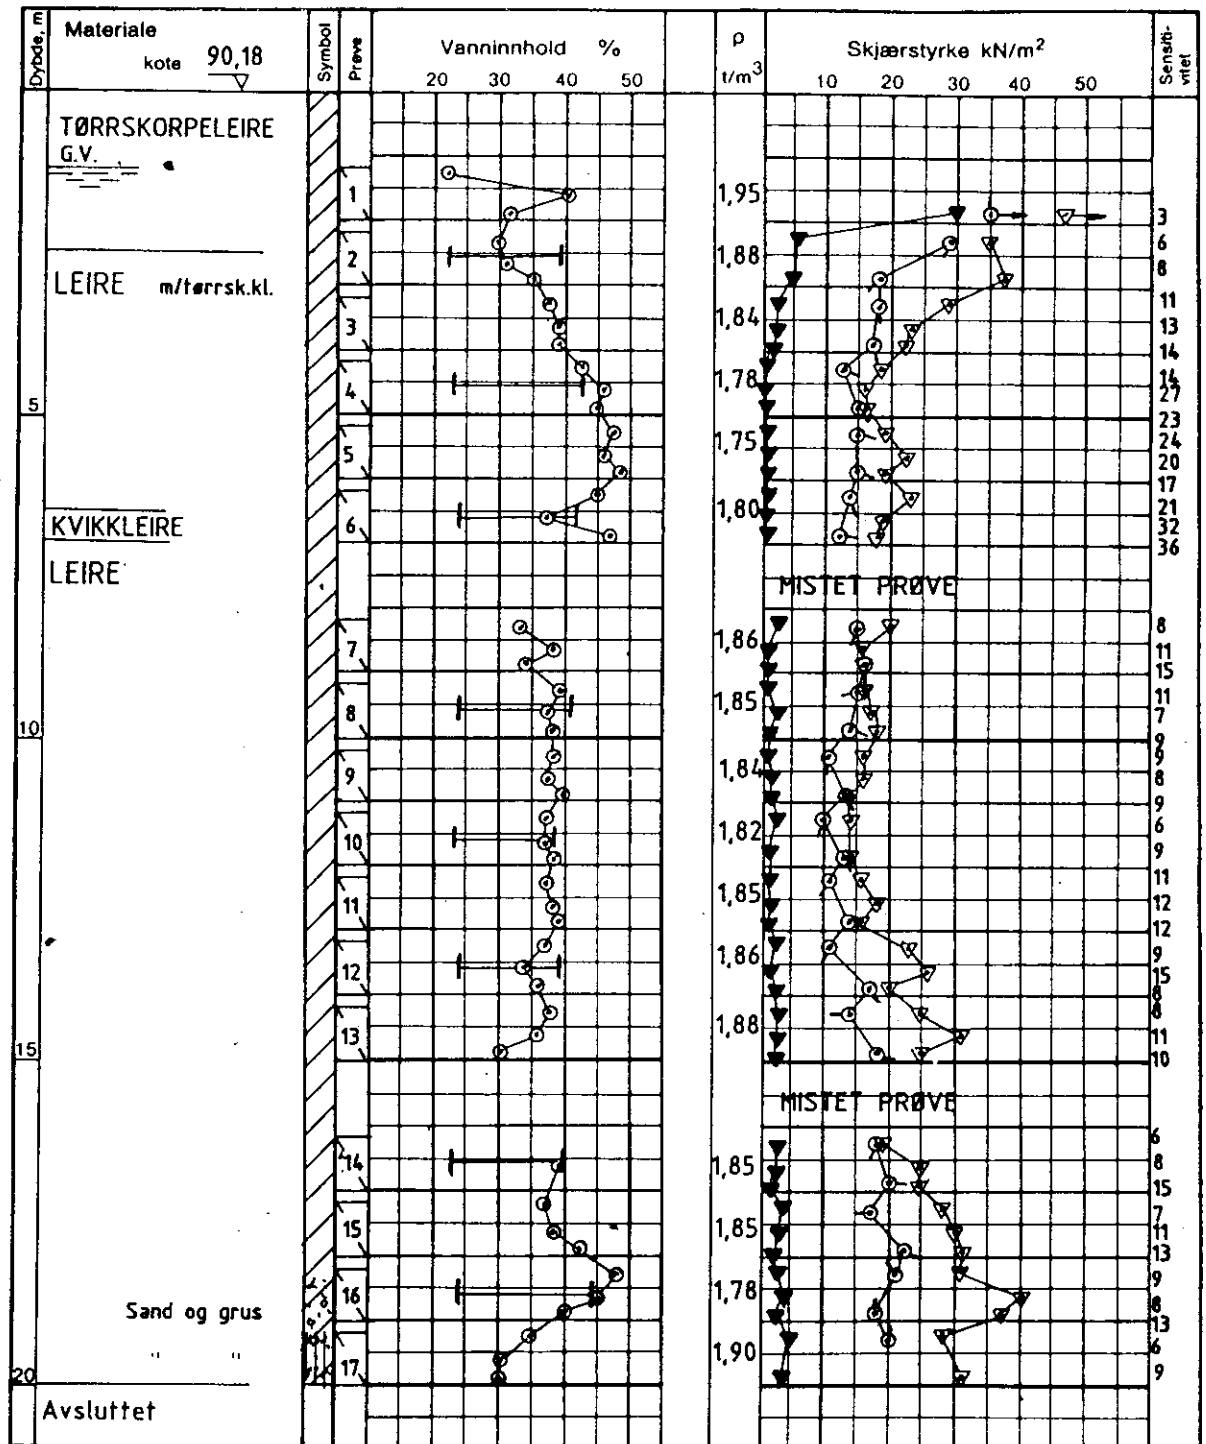 Dybde, m
Materiale
kote 90,18
Symbol
Prøve
Vanninnhold %
20 30 40 50
ρ
t/m³
Skjærstyrke kN/m²
10 20 30 40 50
Sensiti-
vitet
TØRRSKORPELEIRE
G.V.
1 1,95 3
6
2 1,88
LEIRE m/tørrsk.kl. 8
11
3 1,84 13
14
1,78 14
4 27
5 23
1,75 24
5 20
17
1,80 21
KVIKKLEIRE 6 32
36
LEIRE MISTET PRØVE
1,86 8
7 11
15
1,85 11
8 7
10 9
9
9 1,84 8
9
1,82 6
10 9
11
1,85
11 12
12
1,86 9
12 15
8
8
1,88
13 11
15 10
MISTET PRØVE
6
14 1,85 8
15
7
15 1,85 11
13
9
16 1,78
Sand og grus 8
13
" " 6
1,90
17 9
20
Avsluttet